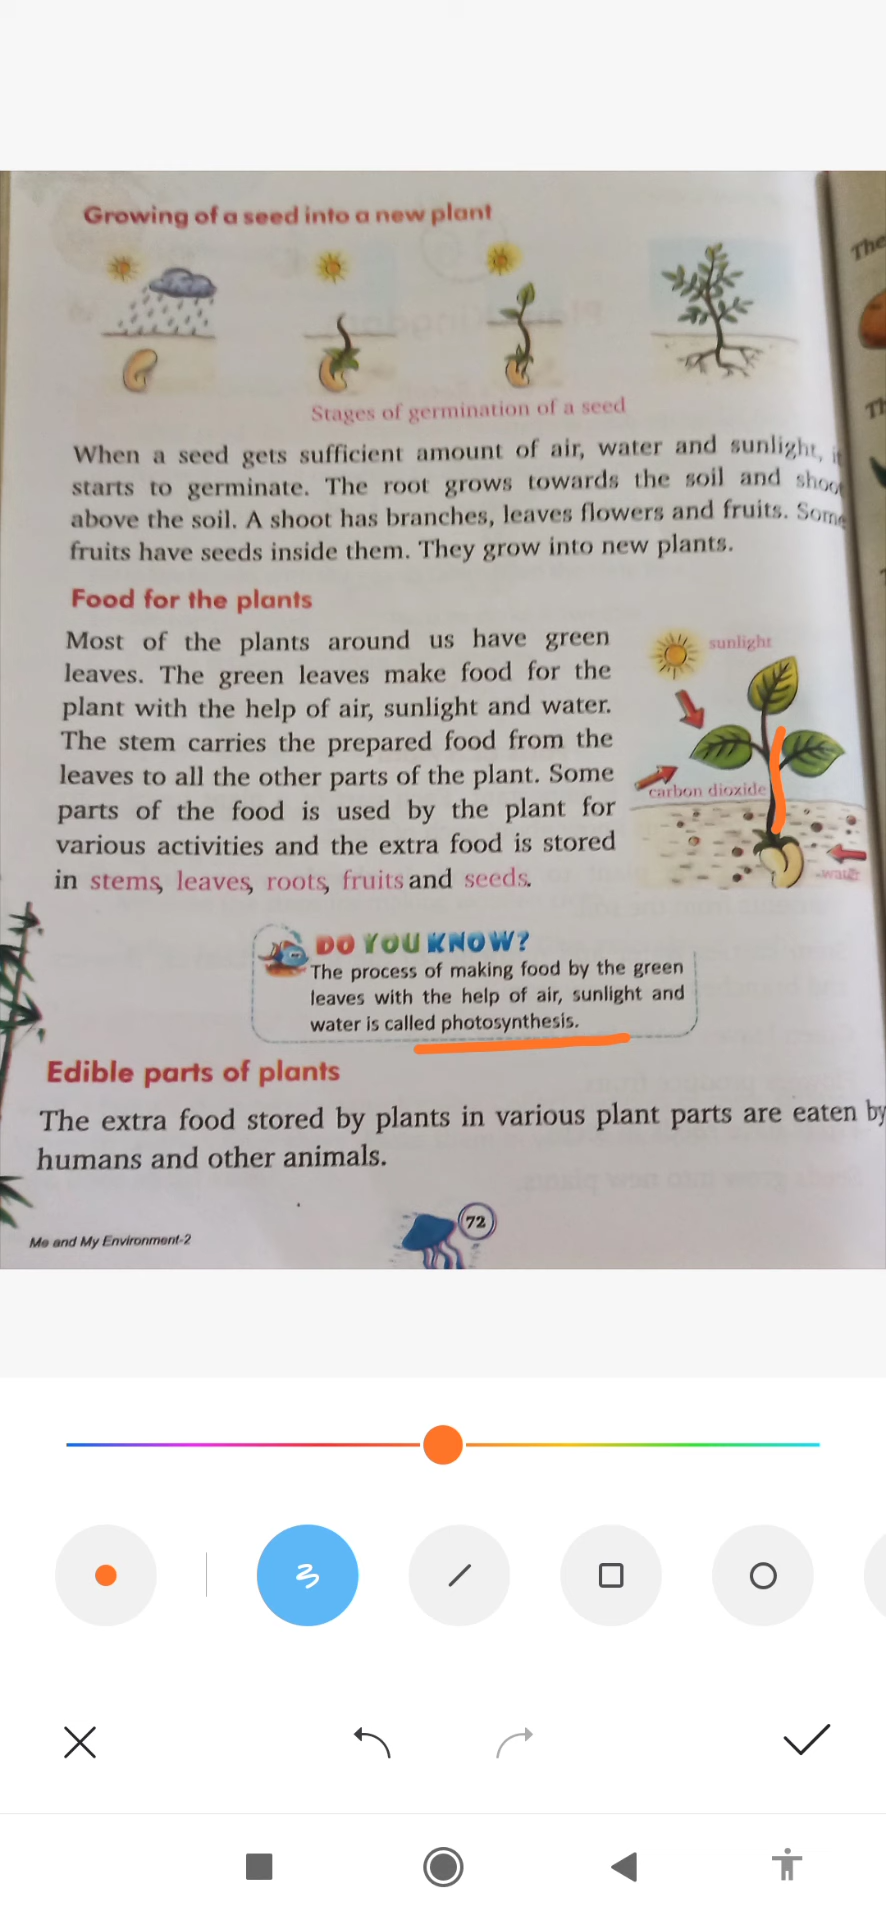 Growing of a seed into a new plant
The
Stages of germination of a seed
When a seed gets sufficient amount of air, water and sunlight, it
starts to germinate. The root grows towards the soil and shoot
above the soil. A shoot has branches, leaves flowers and fruits. Some
fruits have seeds inside them. They grow into new plants.
Food for the plants
Most of the plants around us have green
leaves. The green leaves make food for the
plant with the help of air, sunlight and water.
The stem carries the prepared food from the
leaves to all the other parts of the plant. Some
parts of the food is used by the plant for
various activities and the extra food is stored
in stems, leaves, roots, fruits and seeds.
sunlight
carbon dioxide
water
DO YOU KNOW?
The process of making food by the green
leaves with the help of air, sunlight and
water is called photosynthesis.
Edible parts of plants
The extra food stored by plants in various plant parts are eaten by
humans and other animals.
72
Me and My Environment-2